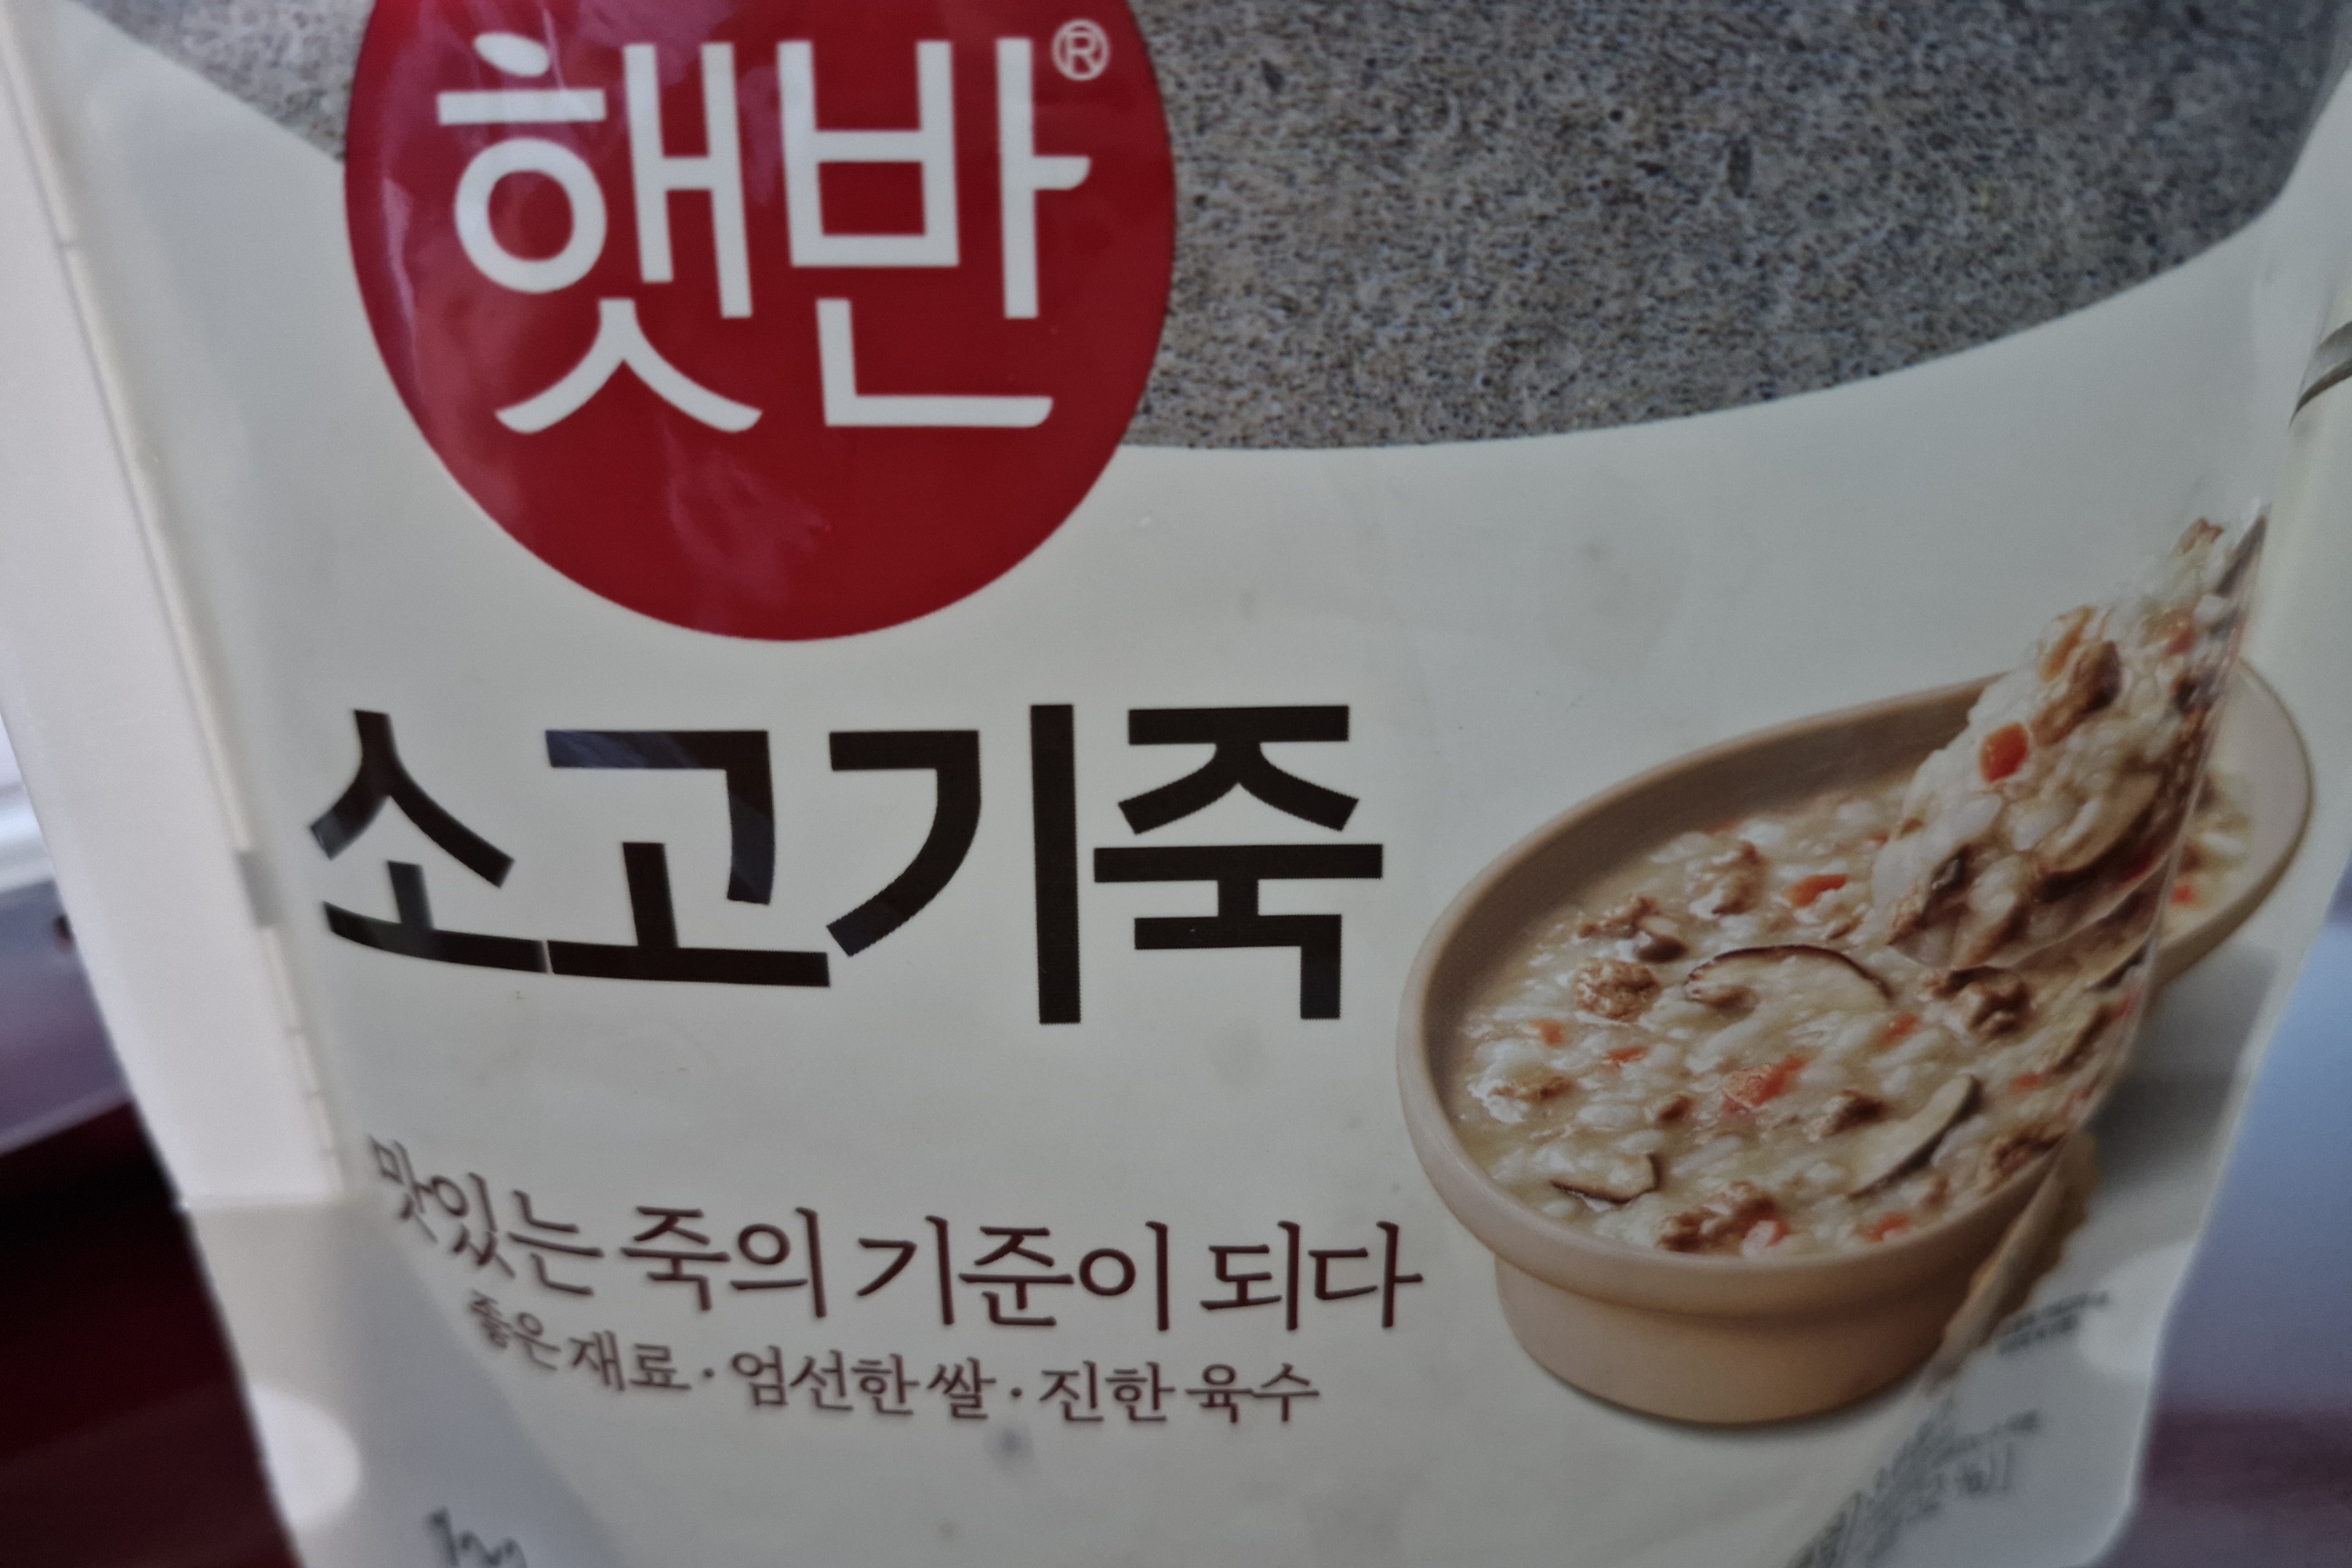 햇반®
소고기죽
맛있는 죽의 기준이 되다
좋은 재료·엄선한 쌀·진한 육수